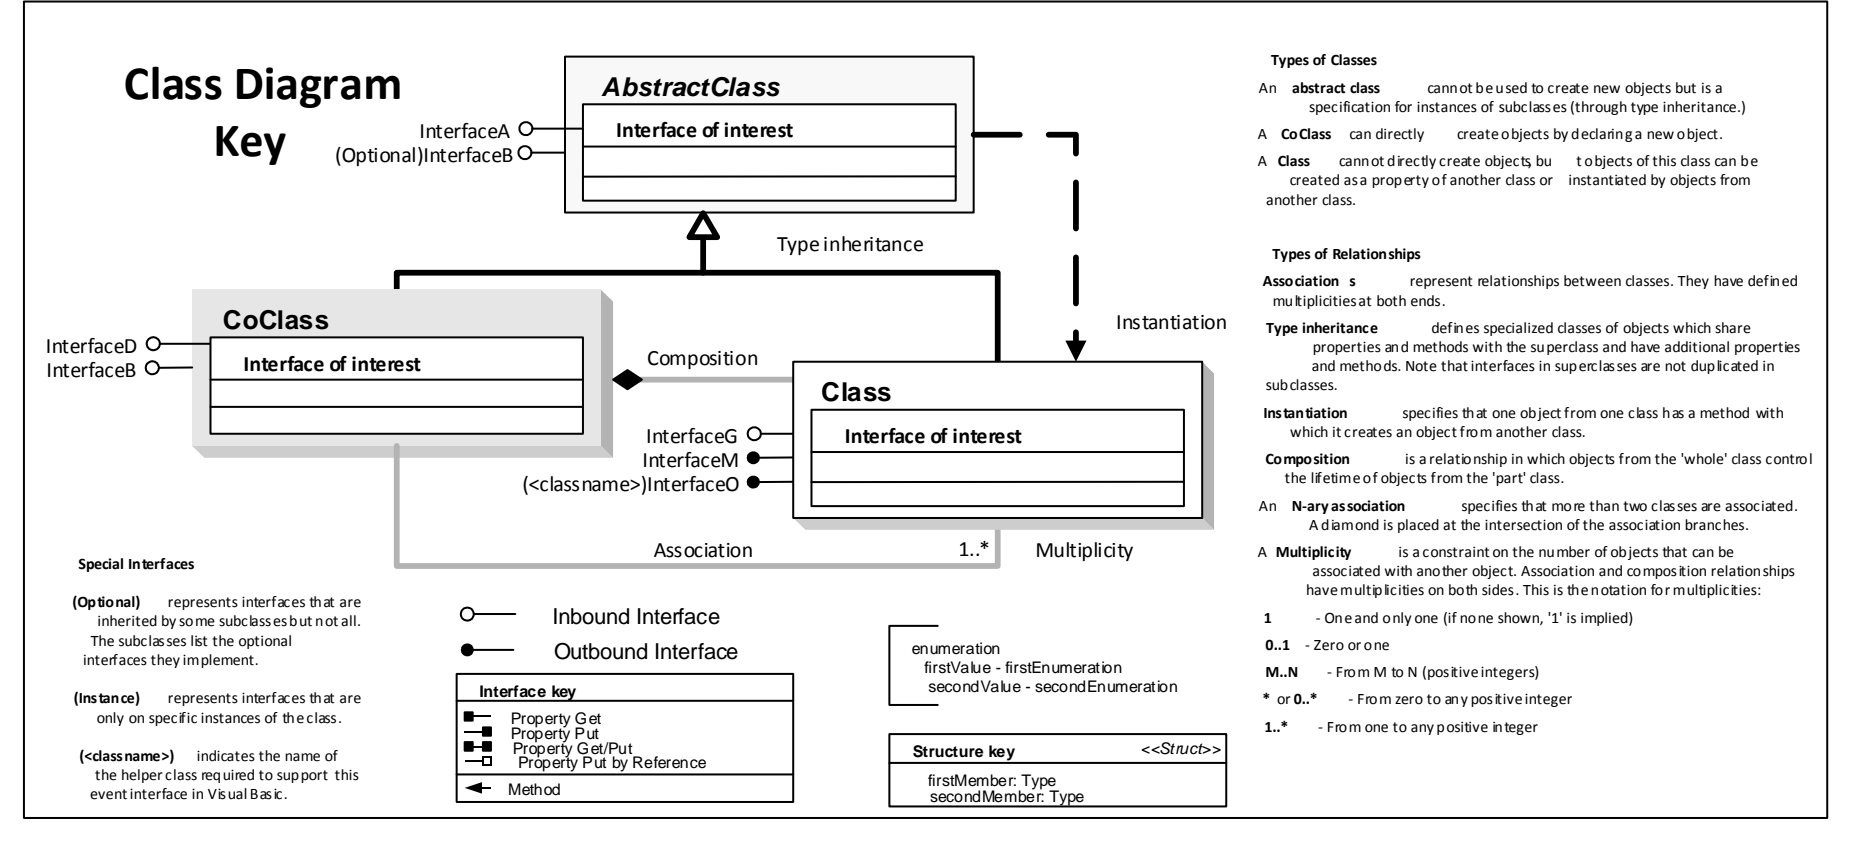 Class Diagram
Key
AbstractClass
Interface of interest
InterfaceA
(Optional)InterfaceB
Type inheritance
Instantiation
CoClass
Interface of interest
InterfaceD
InterfaceB
Composition
Class
Interface of interest
InterfaceG
InterfaceM
(<classname>)InterfaceO
Association
1..*
Multiplicity
Special Interfaces
(Optional) represents interfaces that are
inherited by some subclasses but not all.
The subclasses list the optional
interfaces they implement.
(Instance) represents interfaces that are
only on specific instances of the class.
(<classname>) indicates the name of
the helper class required to support this
event interface in Visual Basic.
Inbound Interface
Outbound Interface
Interface key
Property Get
Property Put
Property Get/Put
Property Put by Reference
Method
enumeration
firstValue - firstEnumeration
secondValue - secondEnumeration
Structure key <<Struct>>
firstMember: Type
secondMember: Type
Types of Classes
An abstract class cannot be used to create new objects but is a
specification for instances of subclasses (through type inheritance.)
A CoClass can directly create objects by declaring a new object.
A Class cannot directly create objects, but objects of this class can be
created as a property of another class or instantiated by objects from
another class.
Types of Relationships
Associations represent relationships between classes. They have defined
multiplicities at both ends.
Type inheritance defines specialized classes of objects which share
properties and methods with the superclass and have additional properties
and methods. Note that interfaces in superclasses are not duplicated in
subclasses.
Instantiation specifies that one object from one class has a method with
which it creates an object from another class.
Composition is a relationship in which objects from the 'whole' class control
the lifetime of objects from the 'part' class.
An N-ary association specifies that more than two classes are associated.
A diamond is placed at the intersection of the association branches.
A Multiplicity is a constraint on the number of objects that can be
associated with another object. Association and composition relationships
have multiplicities on both sides. This is the notation for multiplicities:
1 - One and only one (if none shown, '1' is implied)
0..1 - Zero or one
M..N - From M to N (positive integers)
* or 0..* - From zero to any positive integer
1..* - From one to any positive integer